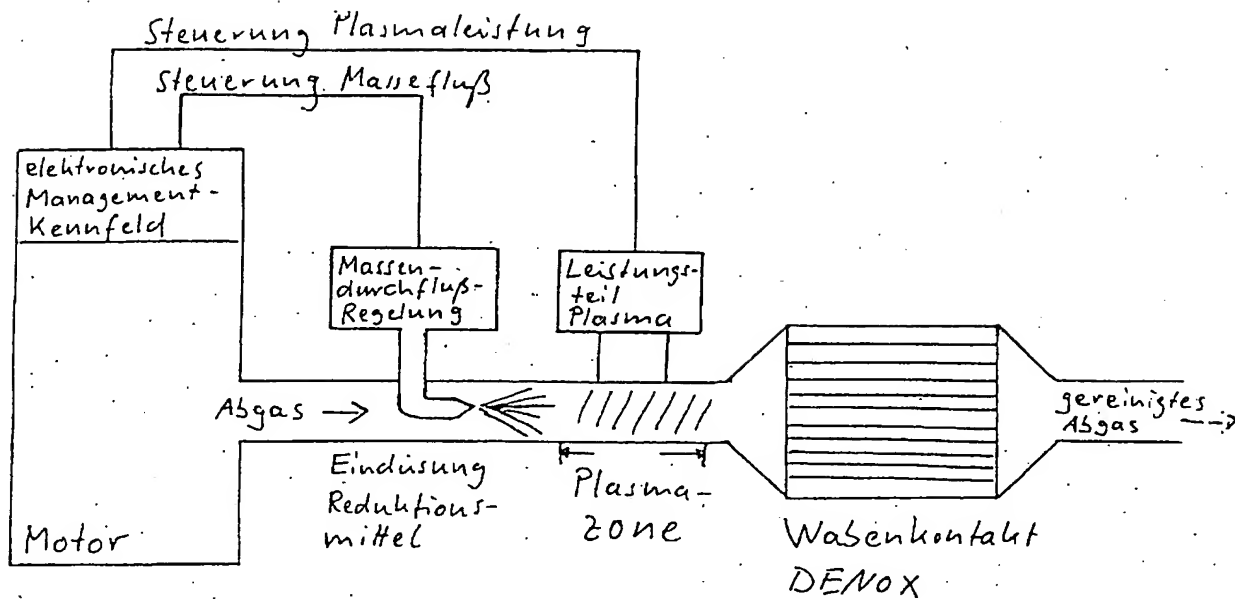 Steuerung Plasmaleistung
Steuerung Massefluß
elektronisches
Management-
Kennfeld
Massen-
durchfluß-
Regelung
Leistungs-
teil
Plasma
Abgas
gereinigtes
Abgas
Eindüsung
Reduktions-
mittel
Plasma-
zone
Motor
Wabenkontakt
DENOX